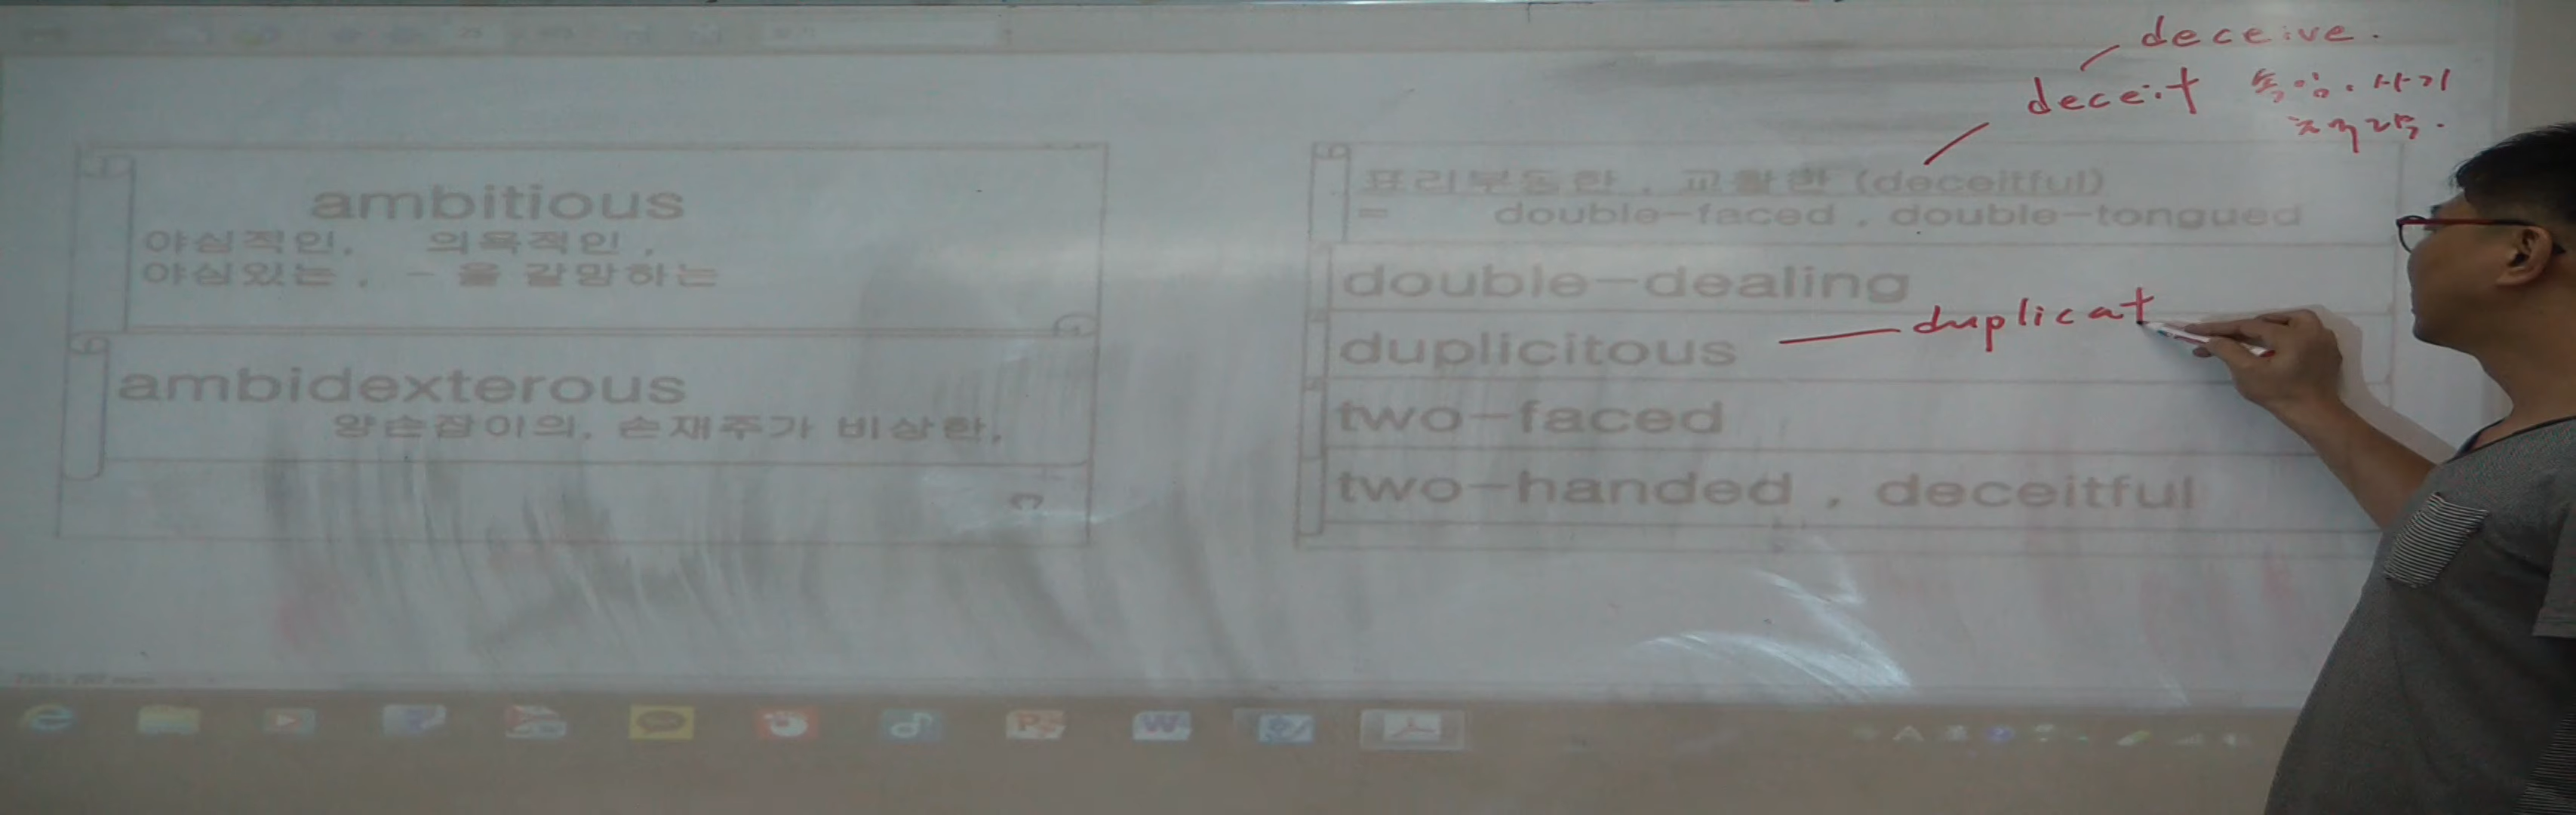 ambitious
야심적인, 의욕적인,
야심있는, - 을 갈망하는
ambidexterous
양손잡이의, 손재주가 비상한,
deceive.
deceit 속임. 사기
책략.
표리부동한, 교활한 (deceitful)
= double-faced, double-tongued
double-dealing
duplicitous — duplicat
two-faced
two-handed, deceitful